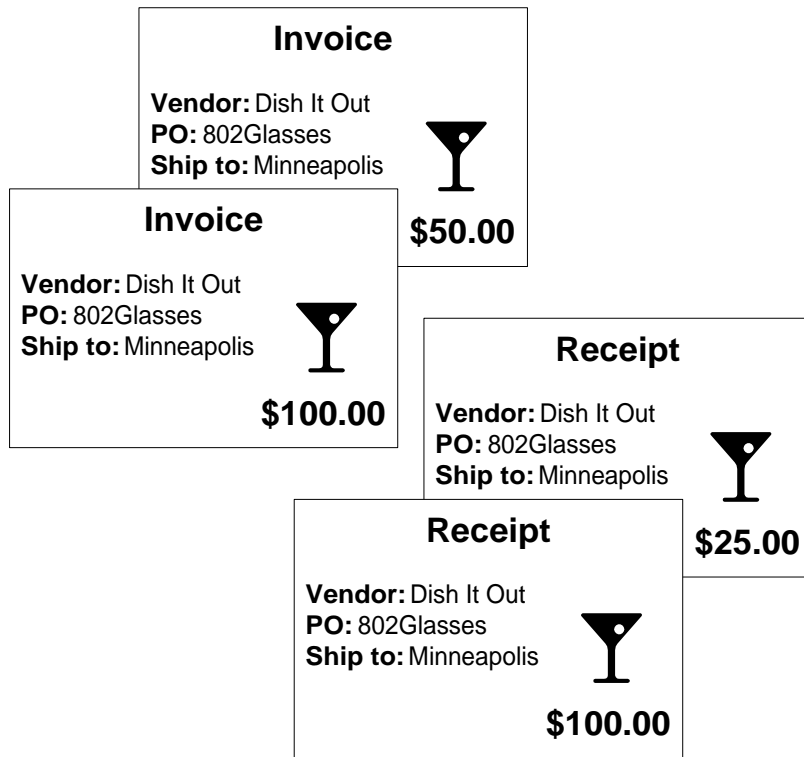 Invoice
Vendor: Dish It Out
PO: 802Glasses
Ship to: Minneapolis
$50.00
Invoice
Vendor: Dish It Out
PO: 802Glasses
Ship to: Minneapolis
$100.00
Receipt
Vendor: Dish It Out
PO: 802Glasses
Ship to: Minneapolis
$25.00
Receipt
Vendor: Dish It Out
PO: 802Glasses
Ship to: Minneapolis
$100.00